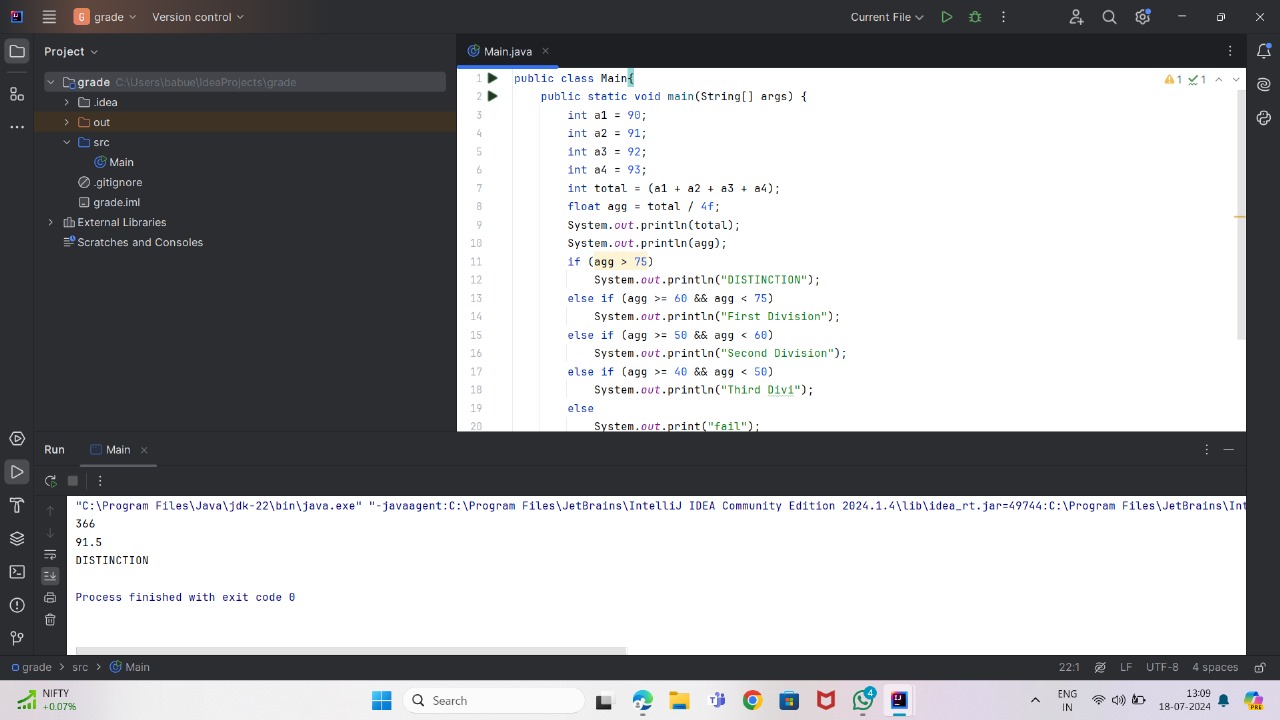 G grade Version control Current File
Project
Main.java
grade C:\Users\babue\IdeaProjects\grade
.idea
out
src
Main
.gitignore
grade.iml
External Libraries
Scratches and Consoles
1 public class Main{
2 public static void main(String[] args) {
3 int a1 = 90;
4 int a2 = 91;
5 int a3 = 92;
6 int a4 = 93;
7 int total = (a1 + a2 + a3 + a4);
8 float agg = total / 4f;
9 System.out.println(total);
10 System.out.println(agg);
11 if (agg > 75)
12 System.out.println("DISTINCTION");
13 else if (agg >= 60 && agg < 75)
14 System.out.println("First Division");
15 else if (agg >= 50 && agg < 60)
16 System.out.println("Second Division");
17 else if (agg >= 40 && agg < 50)
18 System.out.println("Third Divi");
19 else
20 System.out.print("fail");
1 1
Run Main
"C:\Program Files\Java\jdk-22\bin\java.exe" "-javaagent:C:\Program Files\JetBrains\IntelliJ IDEA Community Edition 2024.1.4\lib\idea_rt.jar=49744:C:\Program Files\JetBrains\Int
366
91.5
DISTINCTION
Process finished with exit code 0
grade > src > Main 22:1 LF UTF-8 4 spaces
NIFTY
+0.07%
Search
4
ENG
IN
13:09
18-07-2024
PRE